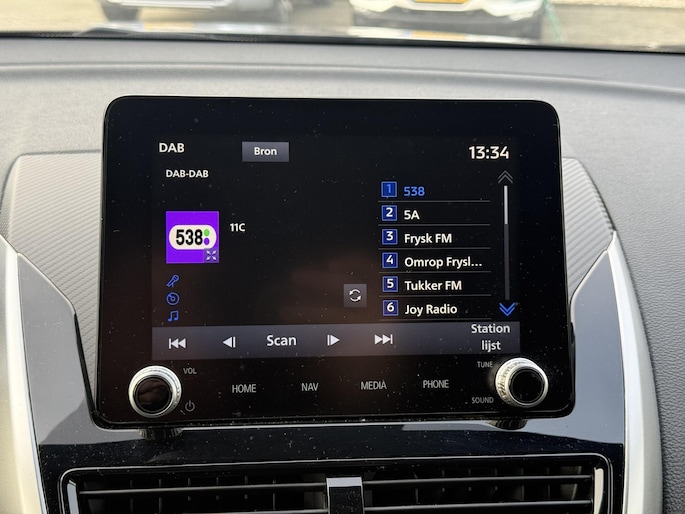 DAB
Bron
13:34
DAB-DAB
538
11C
1 538
2 5A
3 Frysk FM
4 Omrop Frysl...
5 Tukker FM
6 Joy Radio
Scan
Station
lijst
VOL
TUNE
HOME
NAV
MEDIA
PHONE
SOUND